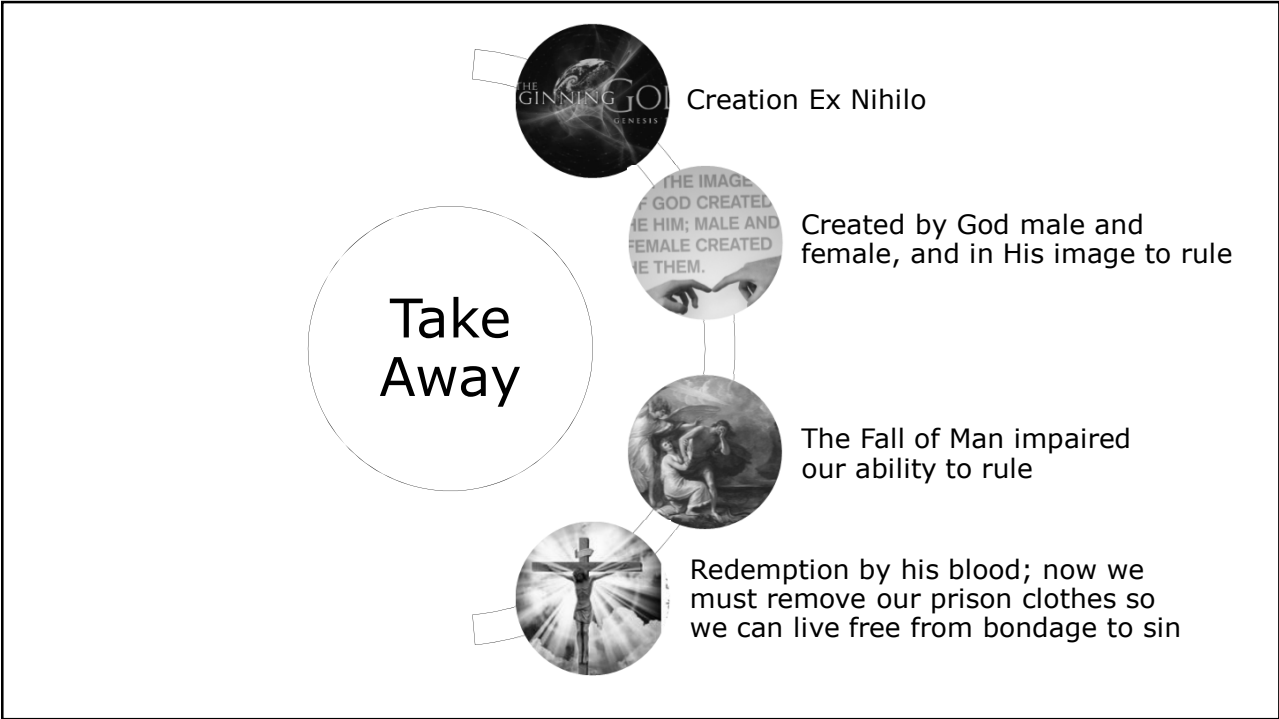 Take
Away
THE
GINNING GO
GENESIS
Creation Ex Nihilo
THE IMAGE
F GOD CREATED
HE HIM; MALE AND
FEMALE CREATED
HE THEM.
Created by God male and
female, and in His image to rule
The Fall of Man impaired
our ability to rule
Redemption by his blood; now we
must remove our prison clothes so
we can live free from bondage to sin